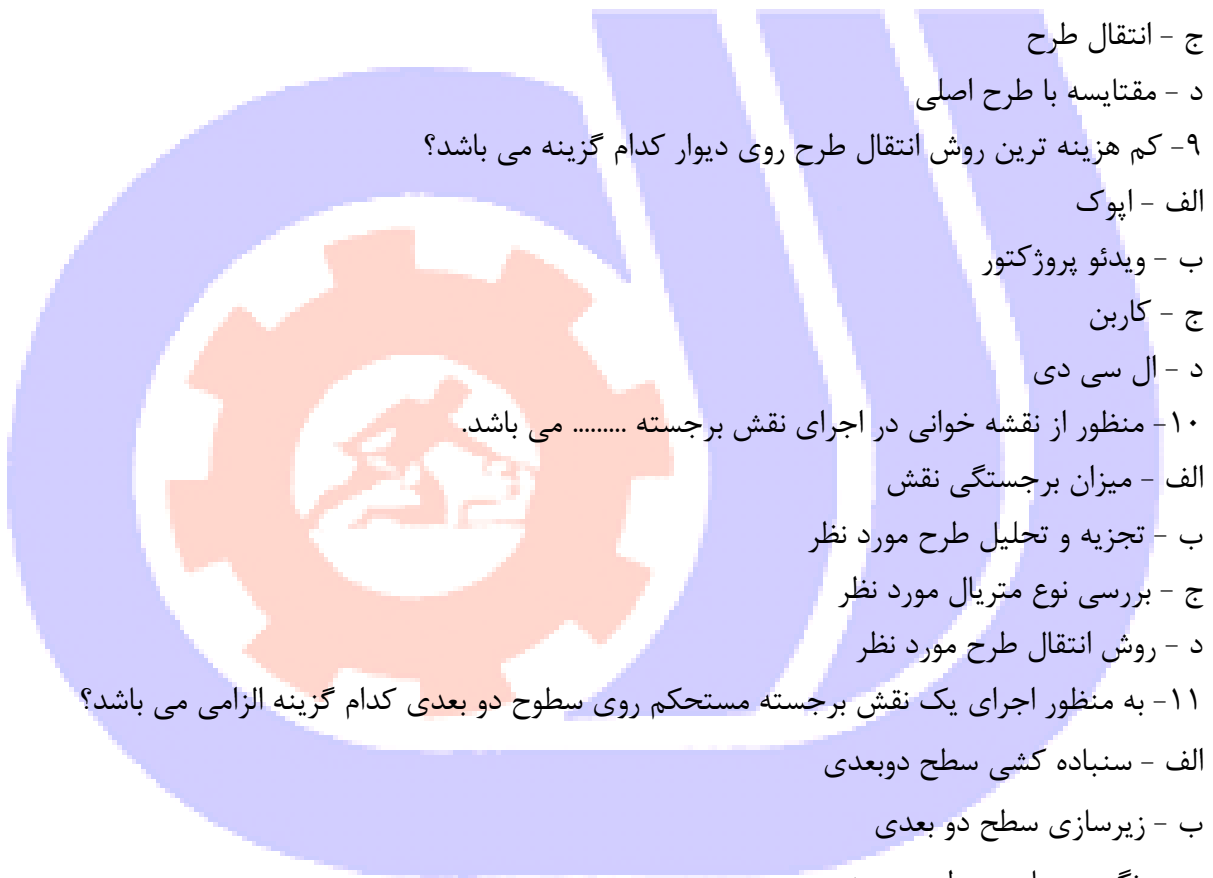 ج - انتقال طرح
د - مقتایسه با طرح اصلی
۹- کم هزینه ترین روش انتقال طرح روی دیوار کدام گزینه می باشد؟
الف - اپوک
ب - ویدئو پروژکتور
ج - کاربن
د - ال سی دی
۱۰- منظور از نقشه خوانی در اجرای نقش برجسته ......... می باشد.
الف - میزان برجستگی نقش
ب - تجزیه و تحلیل طرح مورد نظر
ج - بررسی نوع متریال مورد نظر
د - روش انتقال طرح مورد نظر
۱۱- به منظور اجرای یک نقش برجسته مستحکم روی سطوح دو بعدی کدام گزینه الزامی می باشد؟
الف - سنباده کشی سطح دوبعدی
ب - زیرسازی سطح دو بعدی